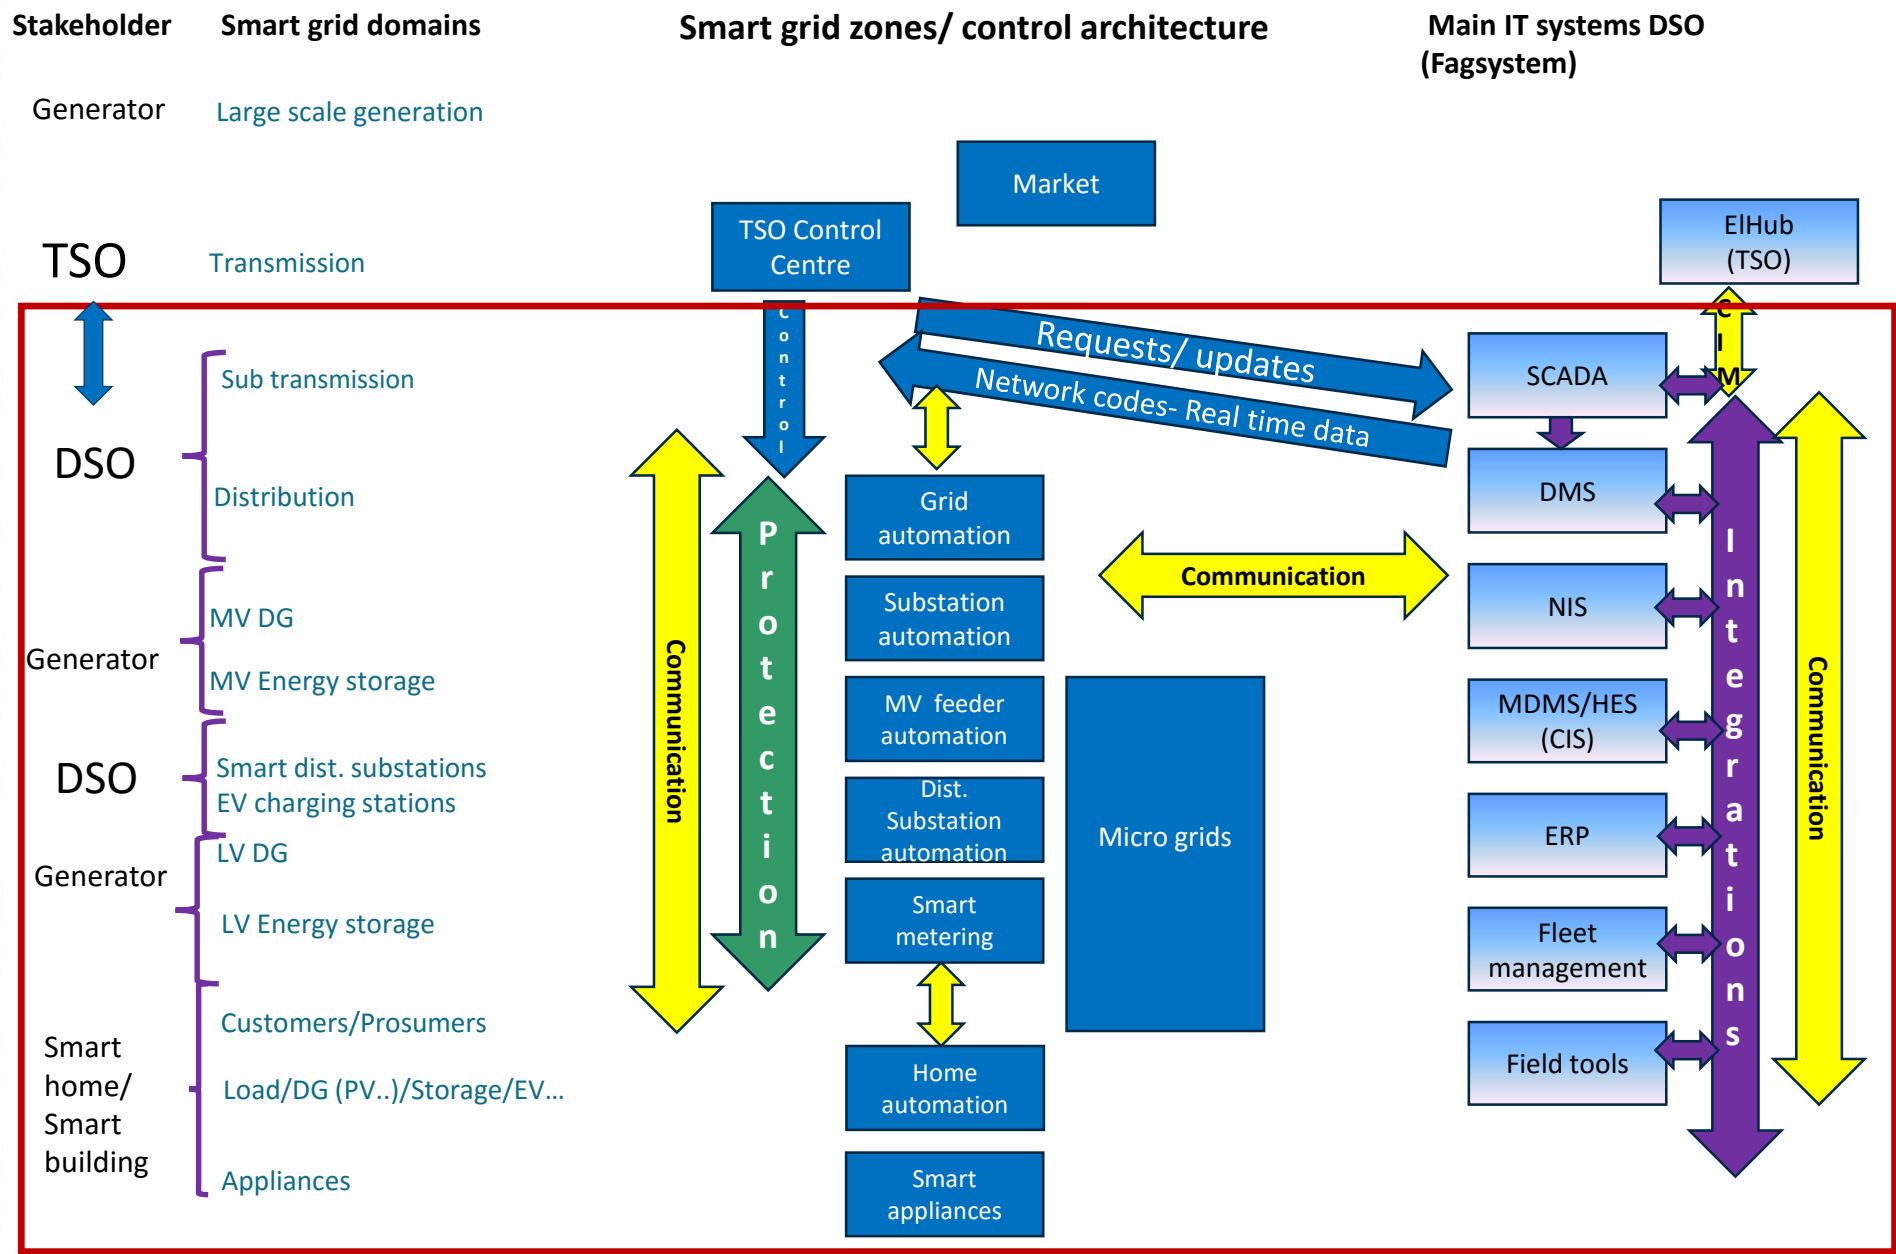 Stakeholder
Smart grid domains
Smart grid zones/ control architecture
Main IT systems DSO
(Fagsystem)
Generator
Large scale generation
Market
TSO Control
Centre
ElHub
(TSO)
TSO
Transmission
control
Requests/ updates
Network codes- Real time data
CIM
Sub transmission
SCADA
DSO
Distribution
Grid
automation
DMS
Protection
Communication
Communication
Integrations
Communication
Substation
automation
NIS
MV DG
Generator
MV Energy storage
MV feeder
automation
MDMS/HES
(CIS)
DSO
Smart dist. substations
EV charging stations
Dist.
Substation
automation
Micro grids
ERP
LV DG
Generator
LV Energy storage
Smart
metering
Fleet
management
Customers/Prosumers
Smart
home/
Smart
building
Load/DG (PV..)/Storage/EV…
Home
automation
Field tools
Appliances
Smart
appliances